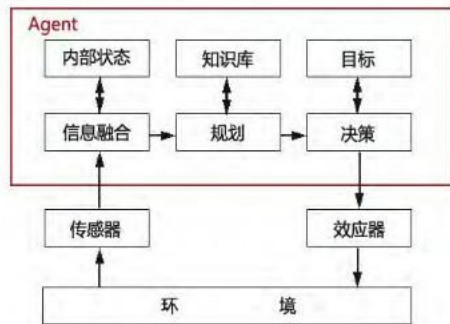 Agent
内部状态 知识库 目标
信息融合 规划 决策
传感器 效应器
环 境